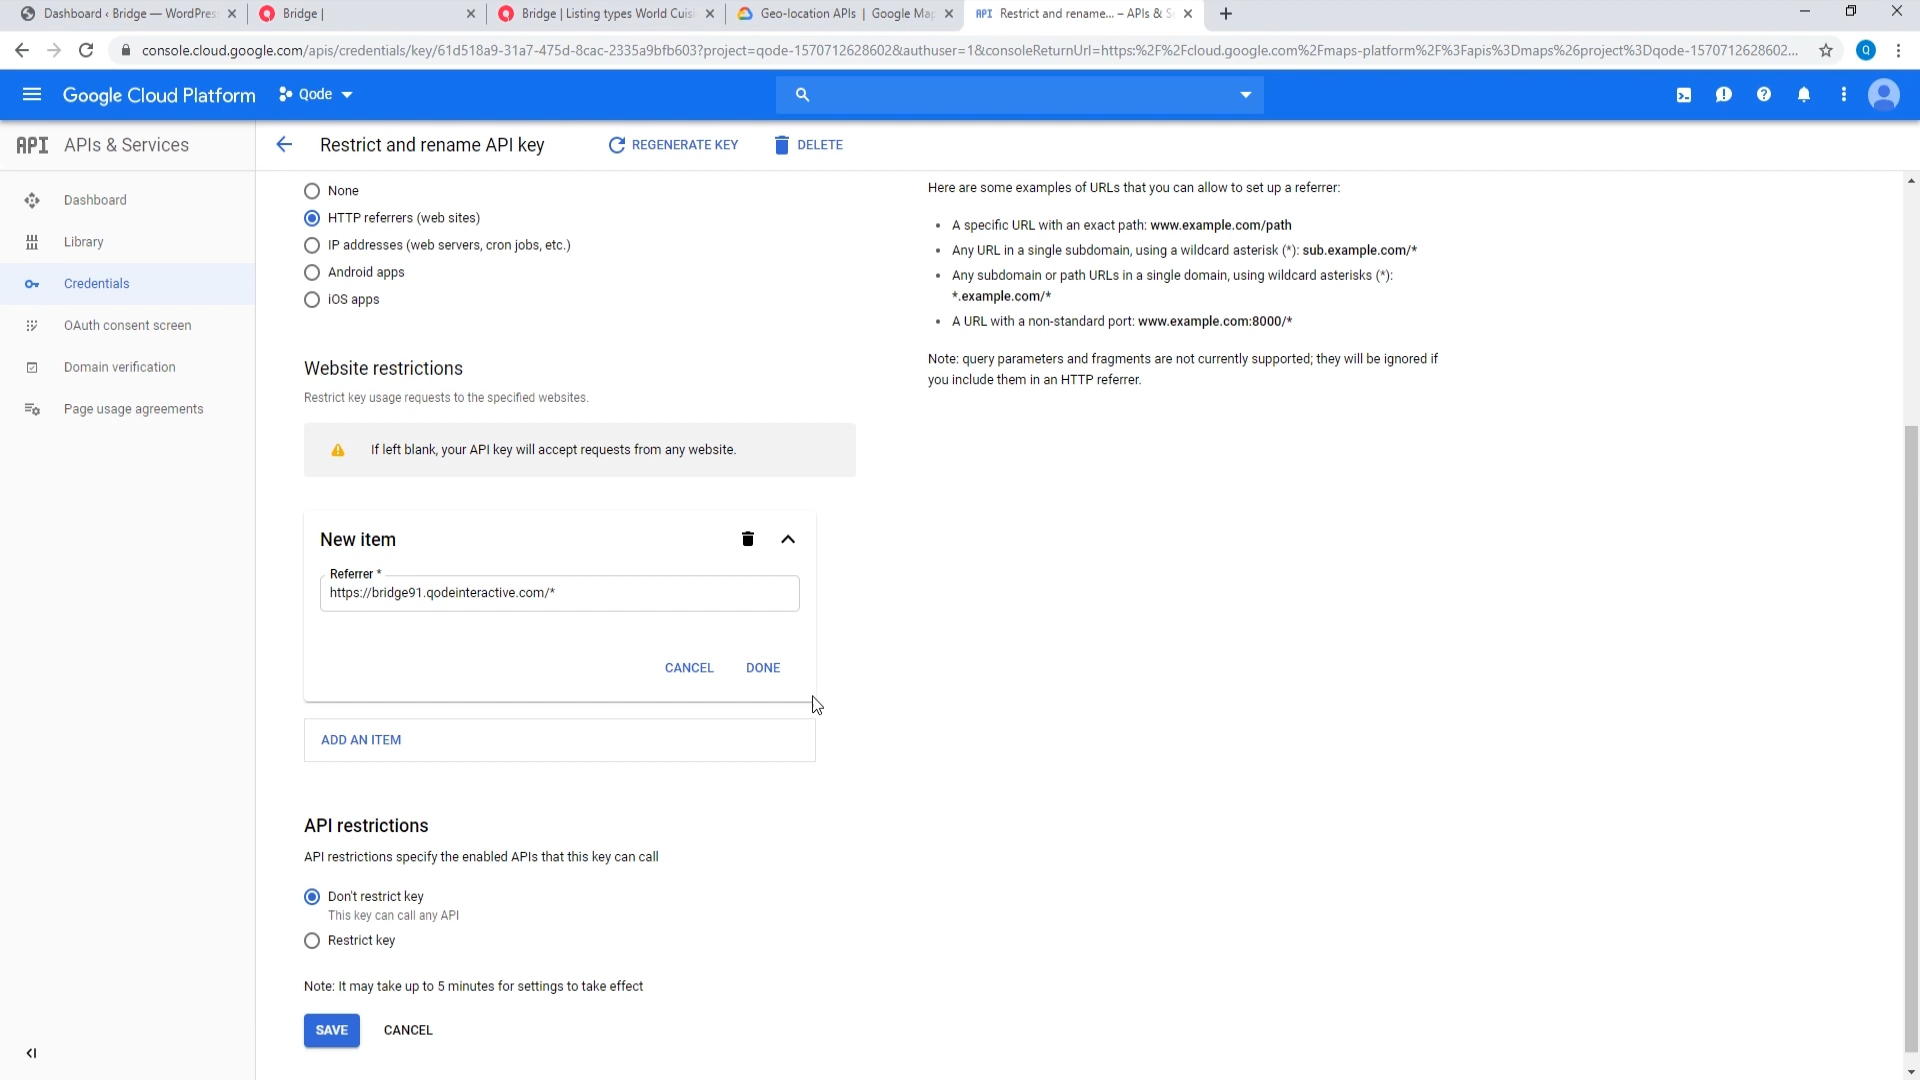 Dashboard ‹ Bridge — WordPres
Bridge |
Bridge | Listing types World Cuisi
Geo-location APIs | Google Map
API Restrict and rename... – APIs & S
console.cloud.google.com/apis/credentials/key/61d518a9-31a7-475d-8cac-2335a9bfb603?project=qode-1570712628602&authuser=1&consoleReturnUrl=https:%2F%2Fcloud.google.com%2Fmaps-platform%2F%3Fapis%3Dmaps%26project%3Dqode-1570712628602...
Q
Google Cloud Platform
Qode
API APIs & Services
Restrict and rename API key
REGENERATE KEY
DELETE
Dashboard
Library
Credentials
OAuth consent screen
Domain verification
Page usage agreements
None
HTTP referrers (web sites)
IP addresses (web servers, cron jobs, etc.)
Android apps
iOS apps
Website restrictions
Restrict key usage requests to the specified websites.
If left blank, your API key will accept requests from any website.
New item
Referrer *
https://bridge91.qodeinteractive.com/*
CANCEL
DONE
ADD AN ITEM
API restrictions
API restrictions specify the enabled APIs that this key can call
Don't restrict key
This key can call any API
Restrict key
Note: It may take up to 5 minutes for settings to take effect
SAVE
CANCEL
Here are some examples of URLs that you can allow to set up a referrer:
• A specific URL with an exact path: www.example.com/path
• Any URL in a single subdomain, using a wildcard asterisk (*): sub.example.com/*
• Any subdomain or path URLs in a single domain, using wildcard asterisks (*):
*.example.com/*
• A URL with a non-standard port: www.example.com:8000/*
Note: query parameters and fragments are not currently supported; they will be ignored if
you include them in an HTTP referrer.